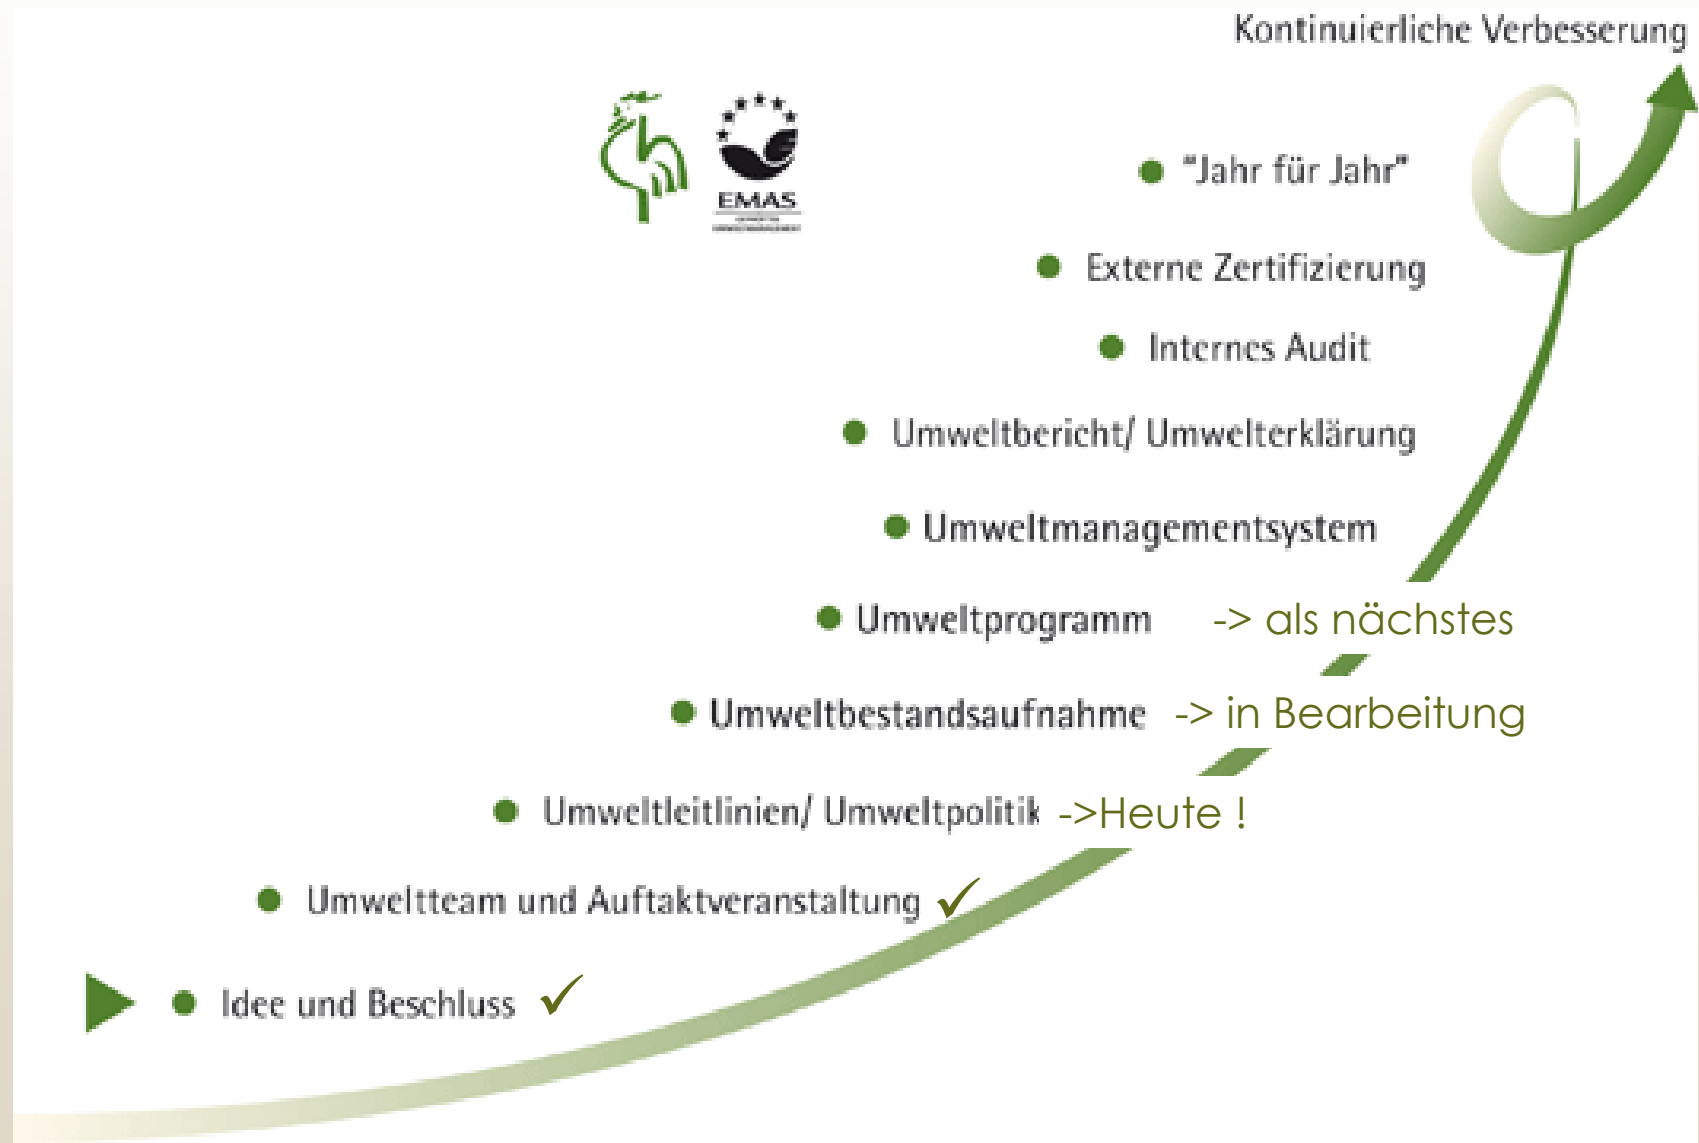 Kontinuierliche Verbesserung
EMAS
"Jahr für Jahr"
Externe Zertifizierung
Internes Audit
Umweltbericht/ Umwelterklärung
Umweltmanagementsystem
Umweltprogramm -> als nächstes
Umweltbestandsaufnahme -> in Bearbeitung
Umweltleitlinien/ Umweltpolitik ->Heute !
Umweltteam und Auftaktveranstaltung ✓
Idee und Beschluss ✓